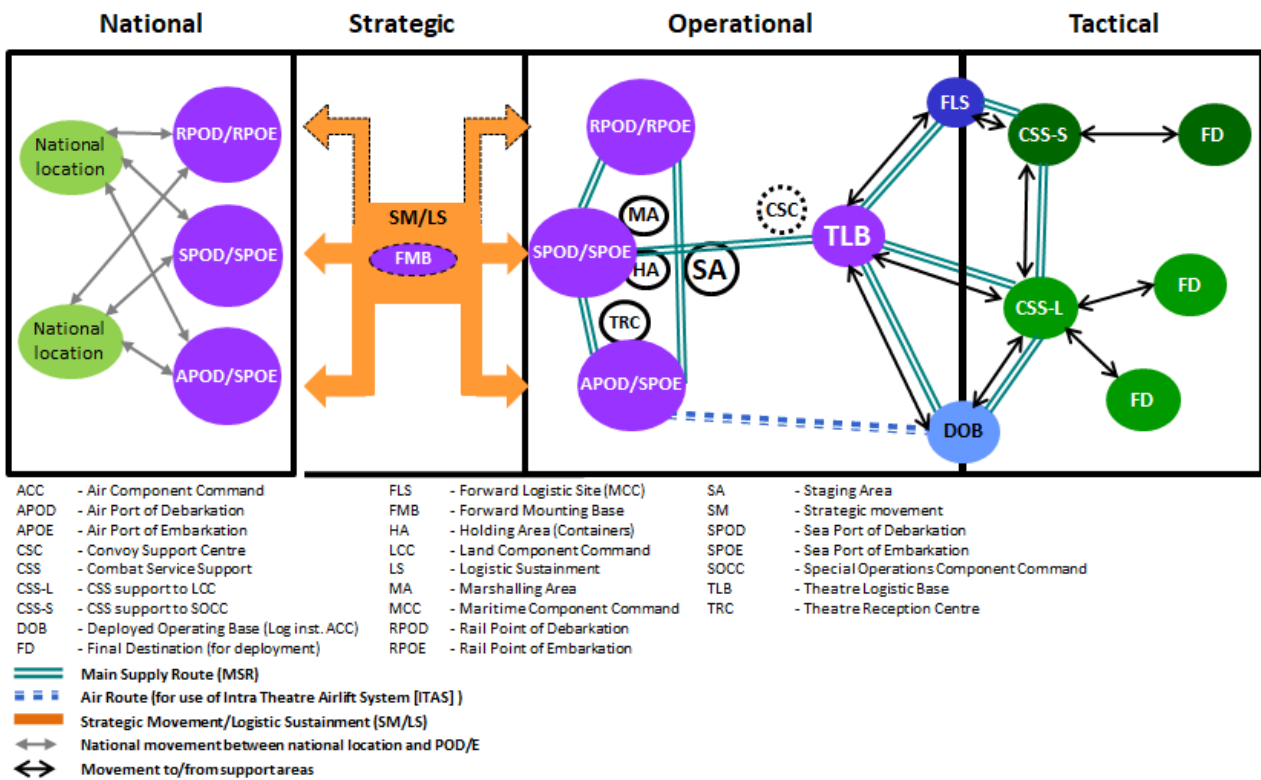 National Strategic Operational Tactical
RPOD/RPOE
National
location
SPOD/SPOE
National
location
APOD/SPOE
SM/LS
FMB
RPOD/RPOE
MA
SPOD/SPOE
HA
SA
TRC
APOD/SPOE
CSC
TLB
FLS
DOB
CSS-S
FD
CSS-L
FD
FD
ACC - Air Component Command
APOD - Air Port of Debarkation
APOE - Air Port of Embarkation
CSC - Convoy Support Centre
CSS - Combat Service Support
CSS-L - CSS support to LCC
CSS-S - CSS support to SOCC
DOB - Deployed Operating Base (Log inst. ACC)
FD - Final Destination (for deployment)
FLS - Forward Logistic Site (MCC)
FMB - Forward Mounting Base
HA - Holding Area (Containers)
LCC - Land Component Command
LS - Logistic Sustainment
MA - Marshalling Area
MCC - Maritime Component Command
RPOD - Rail Point of Debarkation
RPOE - Rail Point of Embarkation
SA - Staging Area
SM - Strategic movement
SPOD - Sea Port of Debarkation
SPOE - Sea Port of Embarkation
SOCC - Special Operations Component Command
TLB - Theatre Logistic Base
TRC - Theatre Reception Centre
Main Supply Route (MSR)
Air Route (for use of Intra Theatre Airlift System [ITAS] )
Strategic Movement/Logistic Sustainment (SM/LS)
National movement between national location and POD/E
Movement to/from support areas